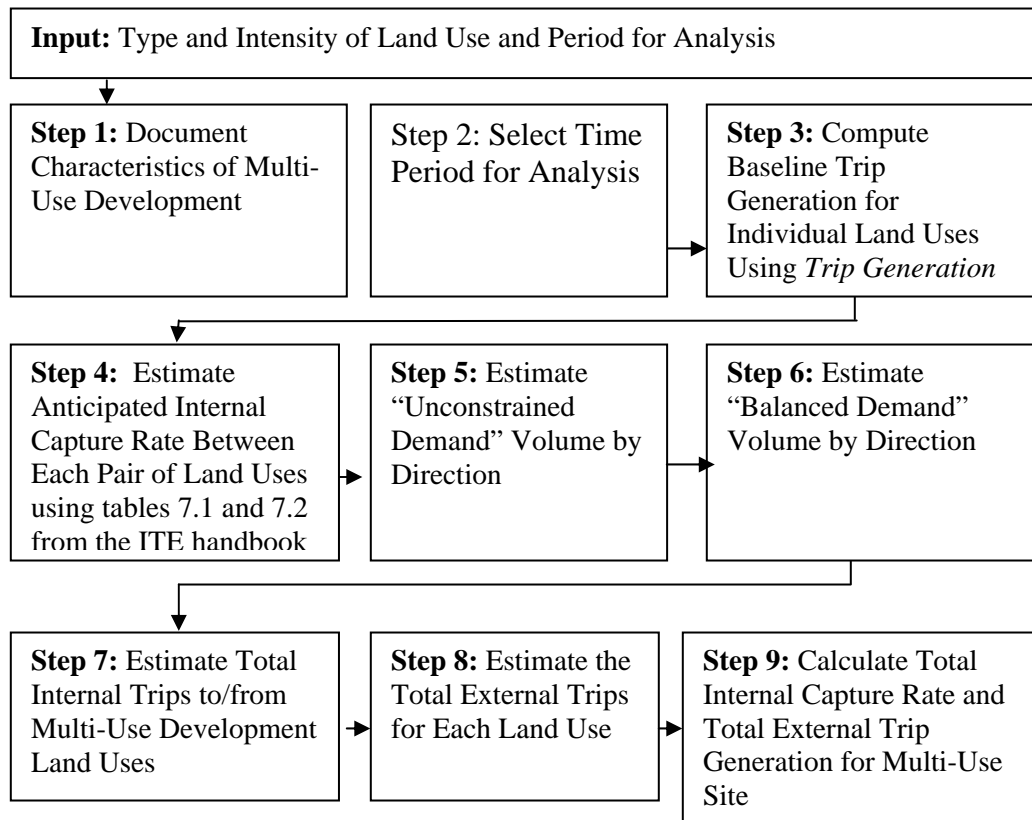 Input: Type and Intensity of Land Use and Period for Analysis
Step 1: Document
Characteristics of Multi-
Use Development
Step 2: Select Time
Period for Analysis
Step 3: Compute
Baseline Trip
Generation for
Individual Land Uses
Using Trip Generation
Step 4: Estimate
Anticipated Internal
Capture Rate Between
Each Pair of Land Uses
using tables 7.1 and 7.2
from the ITE handbook
Step 5: Estimate
“Unconstrained
Demand” Volume by
Direction
Step 6: Estimate
“Balanced Demand”
Volume by Direction
Step 7: Estimate Total
Internal Trips to/from
Multi-Use Development
Land Uses
Step 8: Estimate the
Total External Trips
for Each Land Use
Step 9: Calculate Total
Internal Capture Rate and
Total External Trip
Generation for Multi-Use
Site